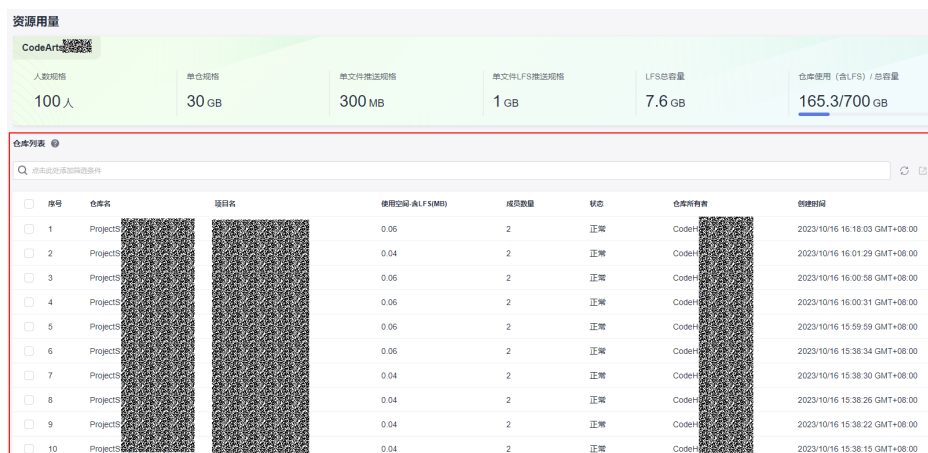 资源用量
CodeArts
人数规格 单仓规格 单文件推送规格 单文件LFS推送规格 LFS总容量 仓库使用（含LFS）/ 总容量
100 人 30 GB 300 MB 1 GB 7.6 GB 165.3/700 GB
仓库列表
点击此处添加筛选条件
序号 仓库名 项目名 使用空间-含LFS(MB) 成员数量 状态 仓库所有者 创建时间
1 ProjectS 0.06 2 正常 CodeH 2023/10/16 16:18:03 GMT+08:00
2 ProjectS 0.04 2 正常 CodeH 2023/10/16 16:01:29 GMT+08:00
3 ProjectS 0.06 2 正常 CodeH 2023/10/16 16:00:58 GMT+08:00
4 ProjectS 0.06 2 正常 CodeH 2023/10/16 16:00:31 GMT+08:00
5 ProjectS 0.06 2 正常 CodeH 2023/10/16 15:59:59 GMT+08:00
6 ProjectS 0.06 2 正常 CodeH 2023/10/16 15:38:34 GMT+08:00
7 ProjectS 0.04 2 正常 CodeH 2023/10/16 15:38:30 GMT+08:00
8 ProjectS 0.04 2 正常 CodeH 2023/10/16 15:38:26 GMT+08:00
9 ProjectS 0.04 2 正常 CodeH 2023/10/16 15:38:22 GMT+08:00
10 ProjectS 0.04 2 正常 CodeH 2023/10/16 15:38:15 GMT+08:00